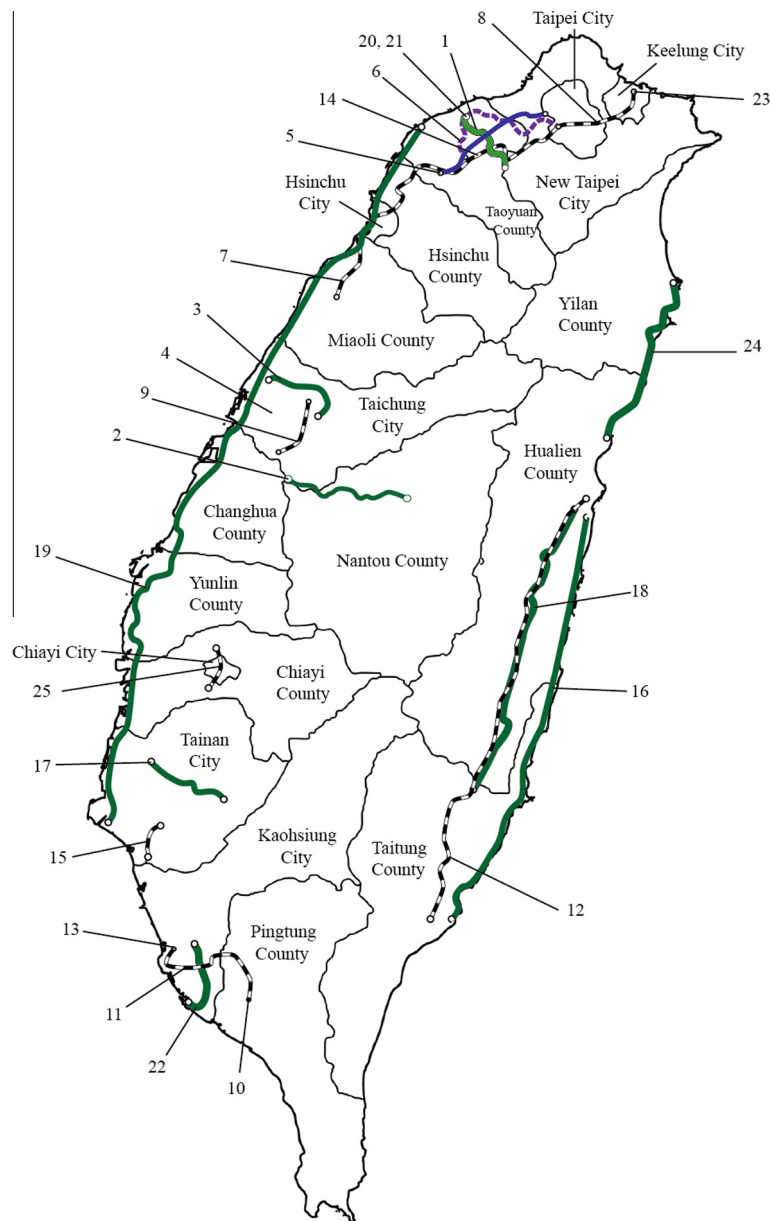 Taipei City
8
20, 21
1
Keelung City
6
14
23
5
Hsinchu
City
New Taipei
City
Taoyuan
County
7
Hsinchu
County
3
Yilan
County
Miaoli County
24
4
9
Taichung
City
2
Hualien
County
Changhua
County
19
Nantou County
Yunlin
County
18
Chiayi City
25
Chiayi
County
16
Tainan
City
17
Kaohsiung
City
Taitung
County
15
12
13
Pingtung
County
11
22
10